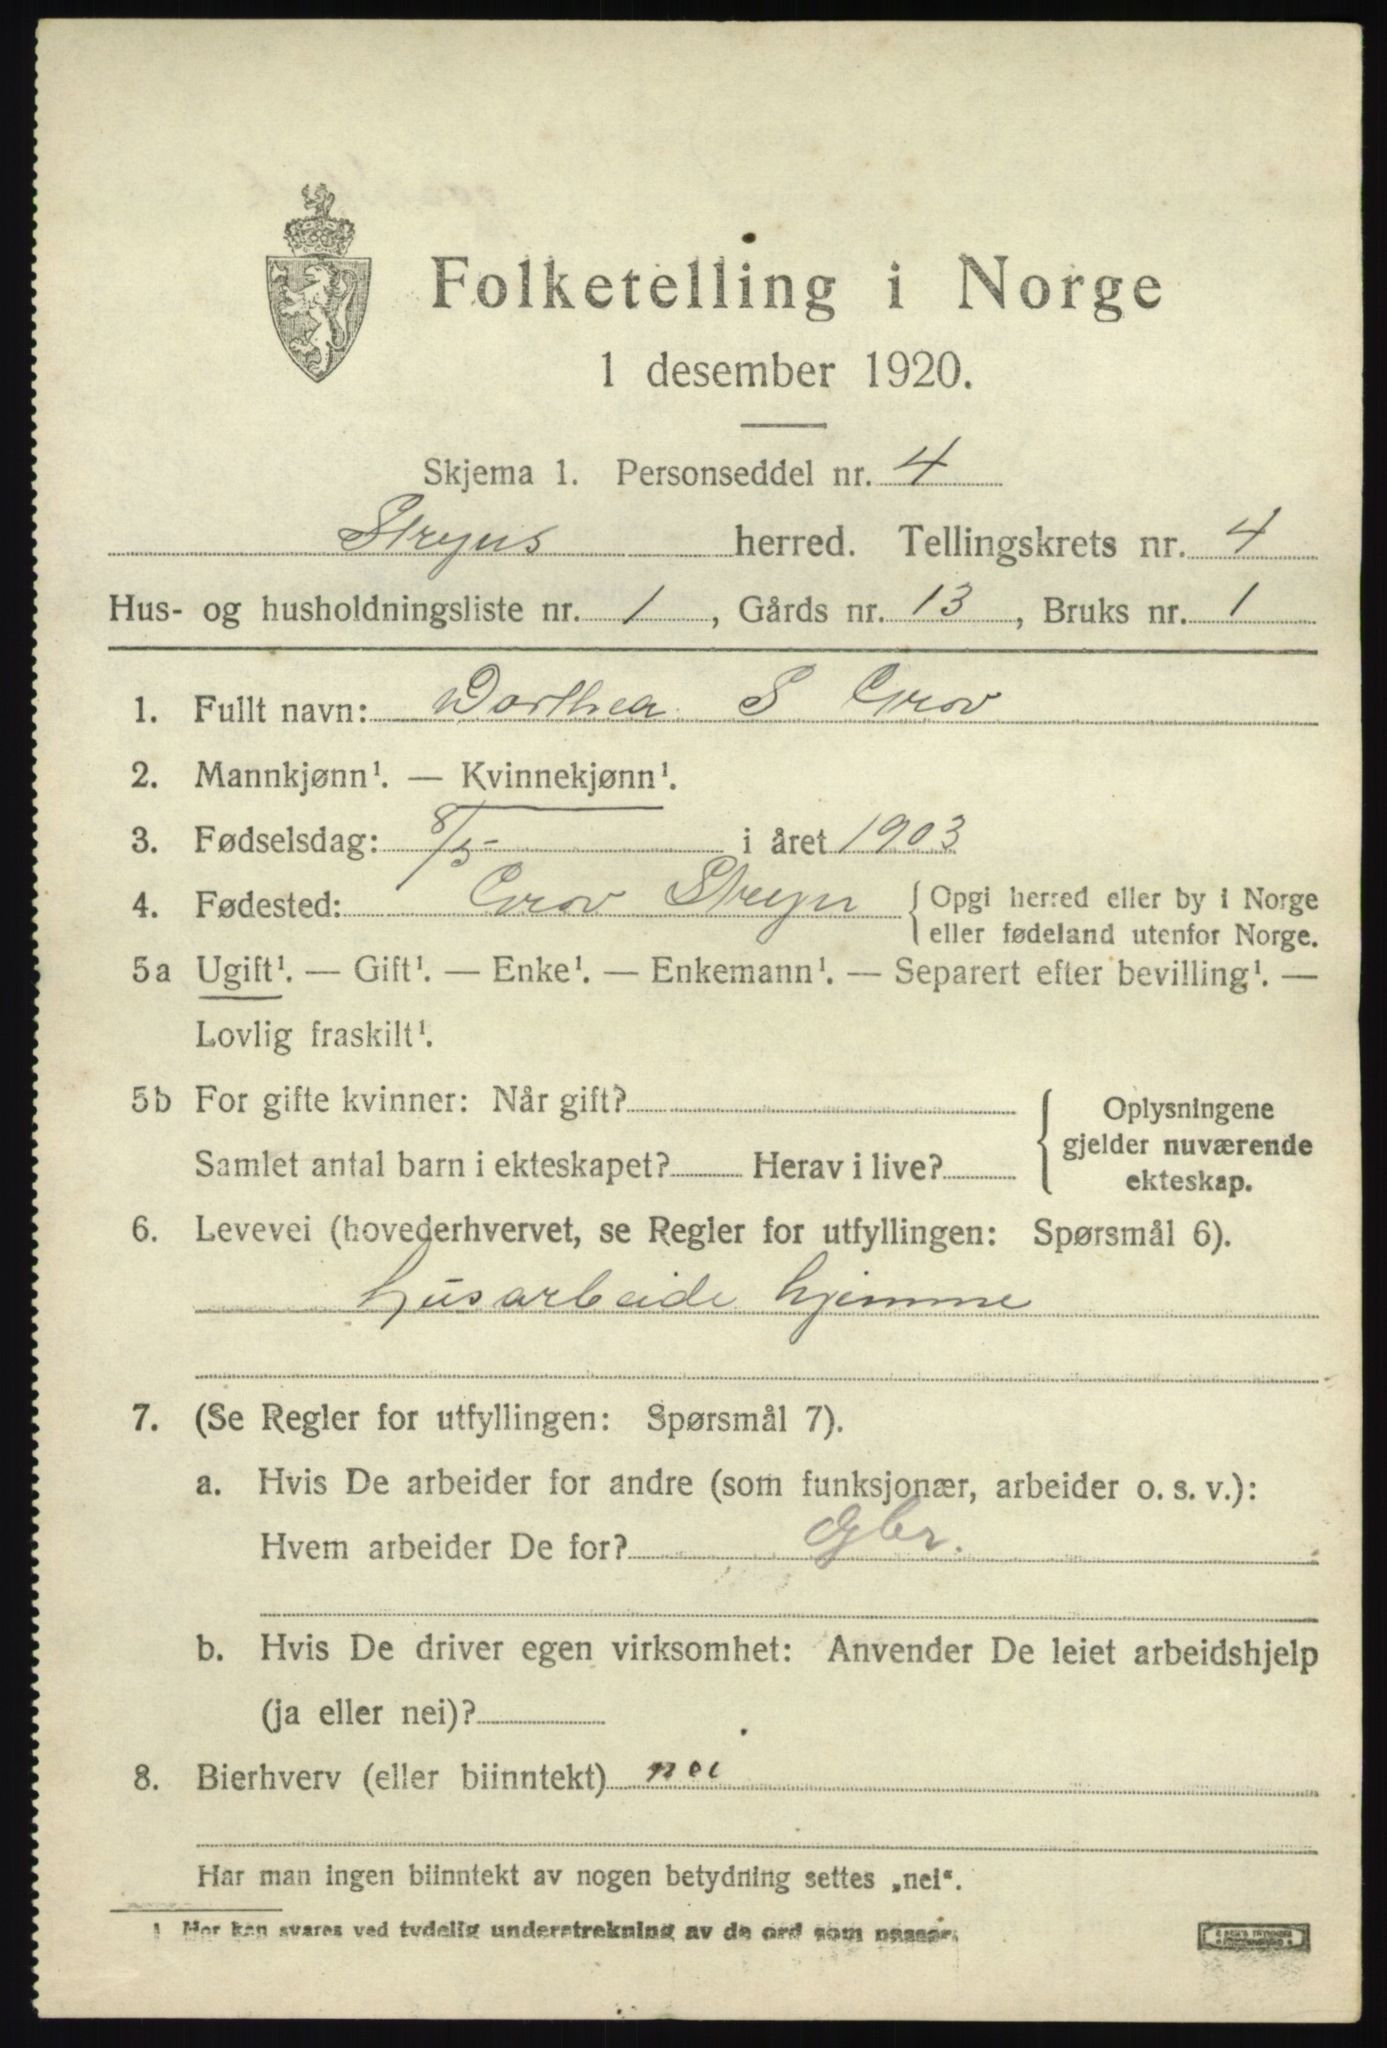 Folketelling i Norge
1 desember 1920.
Skjema 1. Personseddel nr. 4
Stryns herred. Tellingskrets nr. 4
Hus- og husholdningsliste nr. 1, Gårds nr. 13, Bruks nr. 1
1. Fullt navn: Dorthea S Grov
2. Mannkjønn¹. — Kvinnekjønn¹.
3. Fødselsdag: 8/5- i året 1903
4. Fødested: Grov Stryn { Opgi herred eller by i Norge
eller fødeland utenfor Norge.
5a Ugift¹. — Gift¹. — Enke¹. — Enkemann¹. — Separert efter bevilling¹. —
Lovlig fraskilt¹.
5b For gifte kvinner: Når gift?
Samlet antal barn i ekteskapet? Herav i live?
{ Oplysningene
gjelder nuværende
ekteskap.
6. Levevei (hovederhvervet, se Regler for utfyllingen: Spørsmål 6).
husarbeide hjemme
7. (Se Regler for utfyllingen: Spørsmål 7).
a. Hvis De arbeider for andre (som funksjonær, arbeider o. s. v.):
Hvem arbeider De for? Gbr.
b. Hvis De driver egen virksomhet: Anvender De leiet arbeidshjelp
(ja eller nei)?
8. Bierhverv (eller biinntekt) nei
Har man ingen biinntekt av nogen betydning settes „nei“.
1 Her kan svares ved tydelig understrekning av de ord som passer.